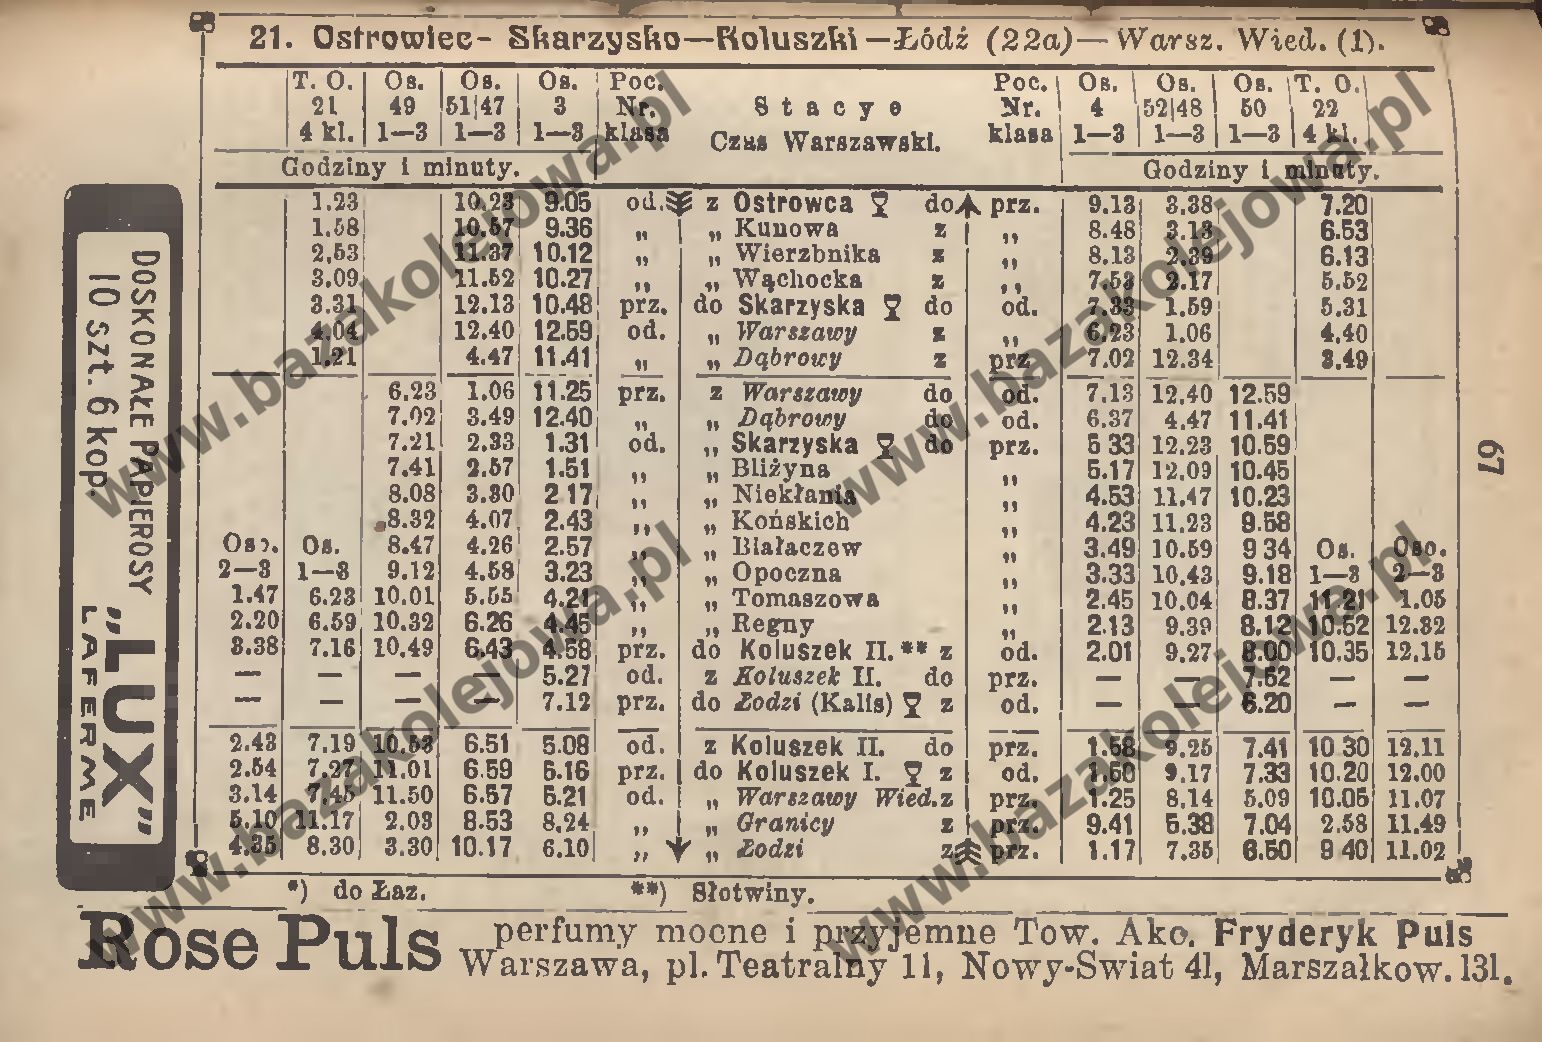 21. Ostrowiec- Skarzysko—Koluszki—Łódź (22a)— Warsz. Wied. (1).
T. O. Os. Os. Os. Poc. Stacye Poc. Os. Os. Os. T. O.
21 49 51|47 3 Nr. Nr. 4 52|48 50 22
4 kl. 1—3 1—3 1—3 klasa Czas Warszawski. klasa 1—3 1—3 1—3 4 kl.
Godziny i minuty. Godziny i minuty.
1.23 10.23 9.05 od. z Ostrowca do prz. 9.13 3.38 7.20
1.58 10.57 9.36 „ „ Kunowa z „ 8.48 3.13 6.53
2.53 11.37 10.12 „ „ Wierzbnika z „ 8.13 2.39 6.13
3.09 11.52 10.27 „ „ Wąchocka z „ 7.53 2.17 5.52
3.31 12.13 10.48 prz. do Skarzyska do od. 7.33 1.59 5.31
4.04 12.40 12.59 od. „ Warszawy z „ 6.23 1.06 4.40
1.21 4.47 11.41 „ „ Dąbrowy z prz. 7.02 12.34 3.49
6.23 1.06 11.25 prz. z Warszawy do od. 7.13 12.40 12.59
7.02 3.49 12.40 „ „ Dąbrowy do od. 6.37 4.47 11.41
7.21 2.33 1.31 od. „ Skarzyska do prz. 5 33 12.23 10.59
7.41 2.57 1.51 „ „ Bliżyna „ 5.17 12.09 10.45
8.08 3.30 2 17 „ „ Niekłania „ 4.53 11.47 10.23
8.32 4.07 2.43 „ „ Końskich „ 4.23 11.23 9.58
Oso. Os. 8.47 4.26 2.57 „ „ Białaczew „ 3.49 10.59 9 34 Os. Oso.
2—3 1—3 9.12 4.58 3.23 „ „ Opoczna „ 3.33 10.43 9.18 1—3 2—3
1.47 6.23 10.01 5.55 4.21 „ „ Tomaszowa „ 2.45 10.04 8.37 11.21 1.05
2.20 6.59 10.32 6.26 4.45 „ „ Regny „ 2.13 9.39 8.12 10.52 12.32
3.38 7.16 10.49 6.43 4.58 prz. do Koluszek II.** z od. 2.01 9.27 8.00 10.35 12.15
— — — — 5.27 od. z Koluszek II. do prz. — — 7.52 — —
— — — — 7.12 prz. do Łodzi (Kalis) z od. — — 6.20 — —
2.43 7.19 10.53 6.51 5.08 od. z Koluszek II. do prz. 1.58 9.25 7.41 10 30 12.11
2.54 7.27 11.01 6.59 5.16 prz. do Koluszek I. z od. 1.50 9.17 7.33 10.20 12.00
3.14 7.45 11.50 6.57 5.21 od. „ Warszawy Wied. z prz. 1.25 8.14 5.09 10.05 11.07
5.10 11.17 2.03 8.53 8.24 „ „ Granicy z prz. 9.41 5.38 7.04 2.58 11.49
4.35 8.30 3.30 10.17 6.10 „ „ Łodzi z prz. 1.17 7.35 6.50 9 40 11.02
*) do Łaz. **) Słotwiny.
Rose Puls
perfumy mocne i przyjemne Tow. Akc. Fryderyk Puls
Warszawa, pl. Teatralny 11, Nowy-Swiat 41, Marszałkow. 131.
DOSKONAŁE PAPIEROSY „LUX”
10 szt. 6 kop. LAFERME
67
www.bazakolejowa.pl
www.bazakolejowa.pl
www.bazakolejowa.pl
www.bazakolejowa.pl